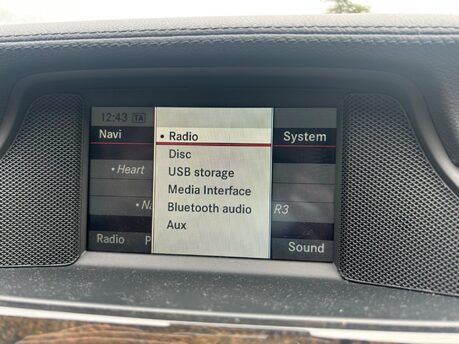 12:43 TA
Navi
• Radio
System
Disc
• Heart
USB storage
Media Interface
Bluetooth audio
R3
Aux
Radio
Sound